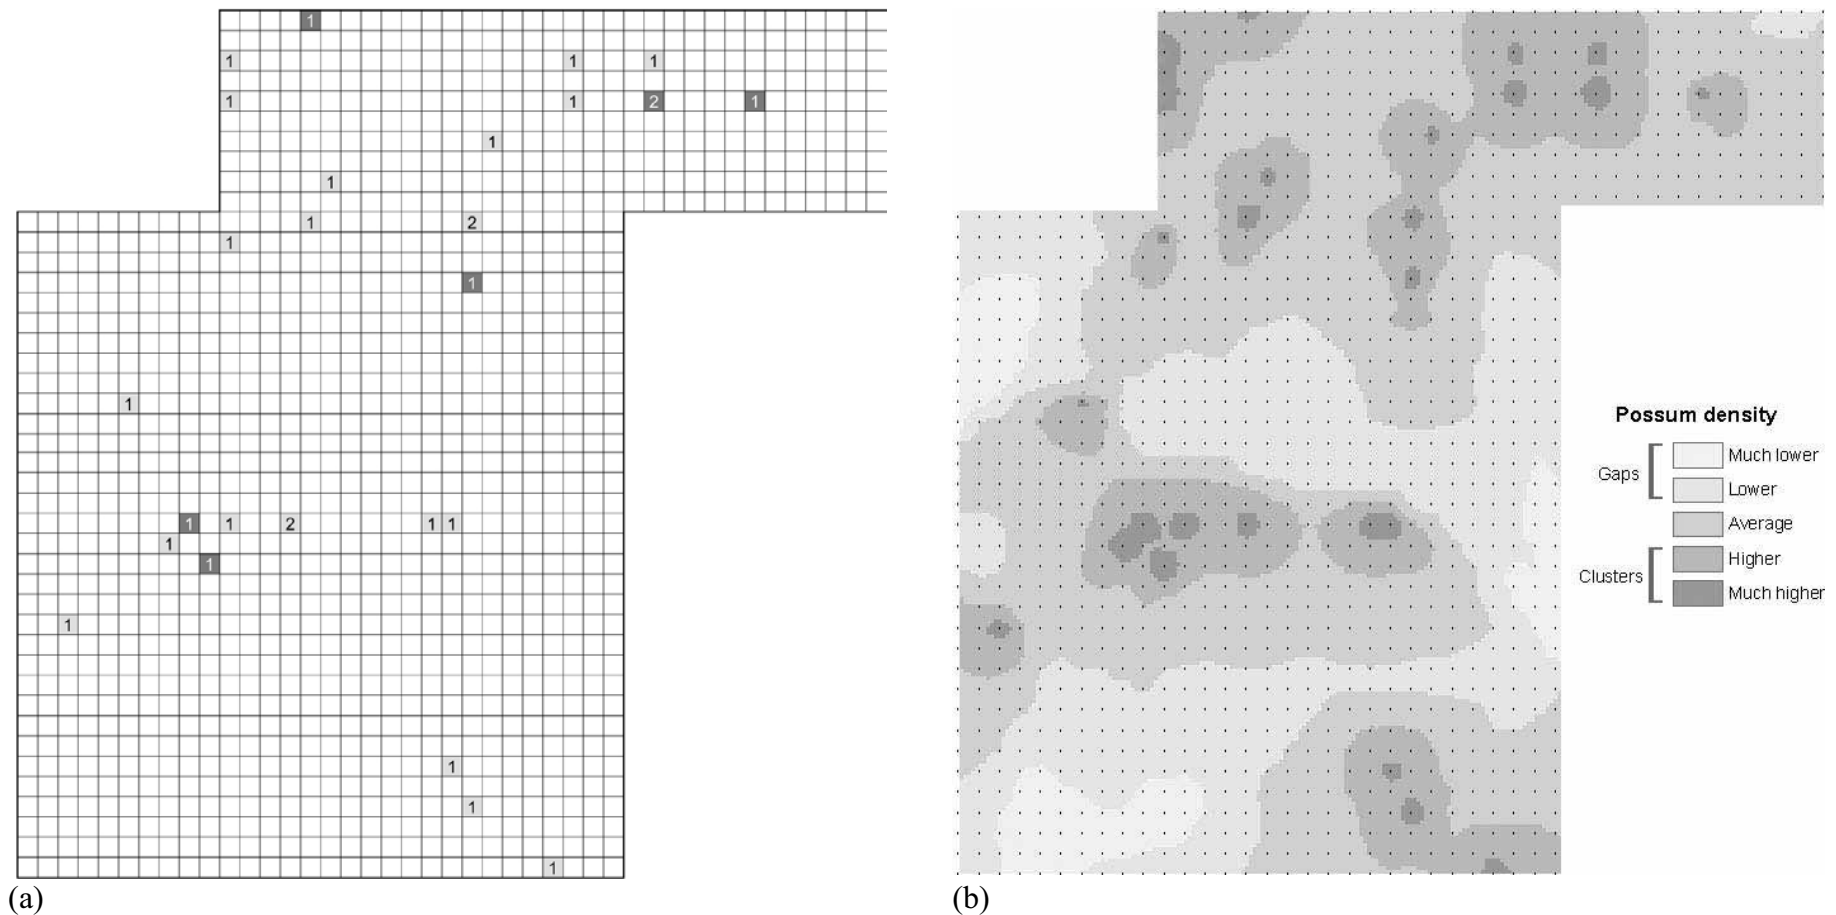 1
1 1 1
1 1 2 1
1
1
1 2
1
1
1
1 1 2 1 1
1
1
1
1
1
1
Possum density
Gaps
Much lower
Lower
Average
Clusters
Higher
Much higher
(a) (b)